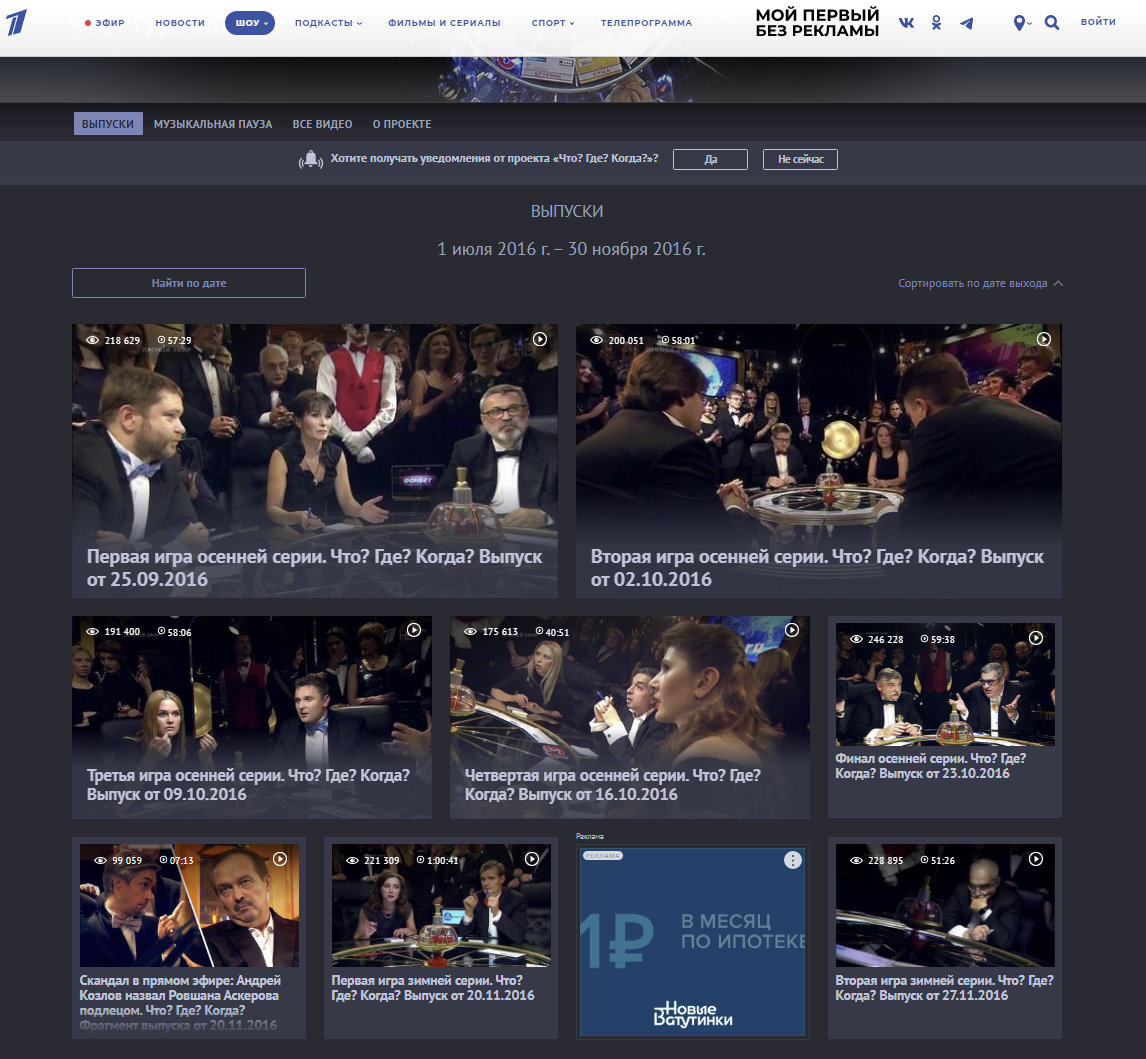 ЭФИР
НОВОСТИ
ШОУ
ПОДКАСТЫ
ФИЛЬМЫ И СЕРИАЛЫ
СПОРТ
ТЕЛЕПРОГРАММА
МОЙ ПЕРВЫЙ
БЕЗ РЕКЛАМЫ
ВОЙТИ
ВЫПУСКИ
МУЗЫКАЛЬНАЯ ПАУЗА
ВСЕ ВИДЕО
О ПРОЕКТЕ
Хотите получать уведомления от проекта «Что? Где? Когда?»?
Да
Не сейчас
ВЫПУСКИ
1 июля 2016 г. – 30 ноября 2016 г.
Найти по дате
Сортировать по дате выхода
218 629
57:29
ФОНБЕТ
Первая игра осенней серии. Что? Где? Когда? Выпуск
от 25.09.2016
200 051
58:01
Вторая игра осенней серии. Что? Где? Когда? Выпуск
от 02.10.2016
191 400
58:06
Третья игра осенней серии. Что? Где? Когда?
Выпуск от 09.10.2016
175 613
40:51
Четвертая игра осенней серии. Что? Где?
Когда? Выпуск от 16.10.2016
246 228
59:38
Финал осенней серии. Что? Где?
Когда? Выпуск от 23.10.2016
99 059
07:13
Скандал в прямом эфире: Андрей
Козлов назвал Ровшана Аскерова
подлецом. Что? Где? Когда?
Фрагмент выпуска от 20.11.2016
221 309
1:00:41
Первая игра зимней серии. Что?
Где? Когда? Выпуск от 20.11.2016
Реклама
РЕКЛАМА
1₽
В МЕСЯЦ
ПО ИПОТЕКЕ
Новые
Ватутинки
228 895
51:26
Вторая игра зимней серии. Что? Где?
Когда? Выпуск от 27.11.2016